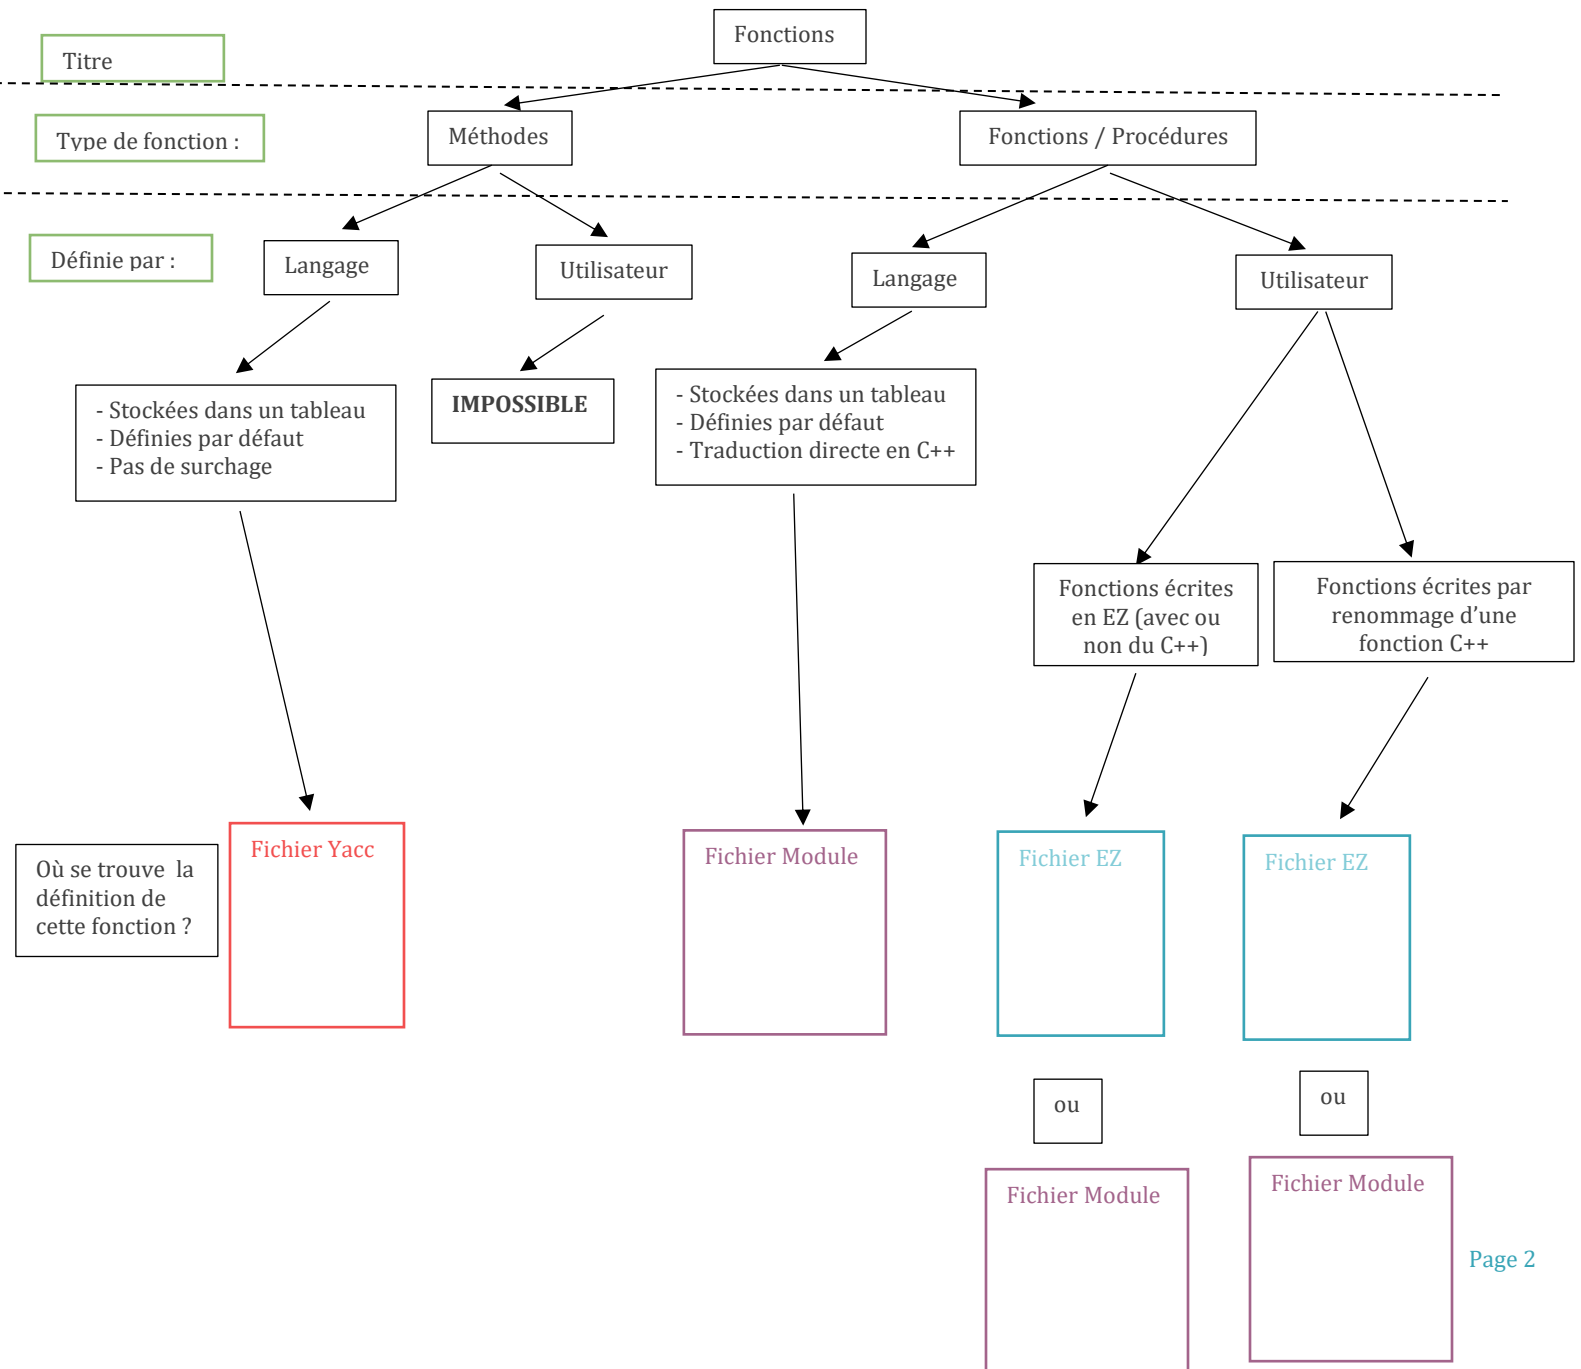 Fonctions
Titre
Type de fonction :
Méthodes
Fonctions / Procédures
Définie par :
Langage
Utilisateur
Langage
Utilisateur
- Stockées dans un tableau
- Définies par défaut
- Pas de surchage
IMPOSSIBLE
- Stockées dans un tableau
- Définies par défaut
- Traduction directe en C++
Fonctions écrites
en EZ (avec ou
non du C++)
Fonctions écrites par
renommage d’une
fonction C++
Où se trouve  la
définition de
cette fonction ?
Fichier Yacc
Fichier Module
Fichier EZ
Fichier EZ
ou
ou
Fichier Module
Fichier Module
Page 2